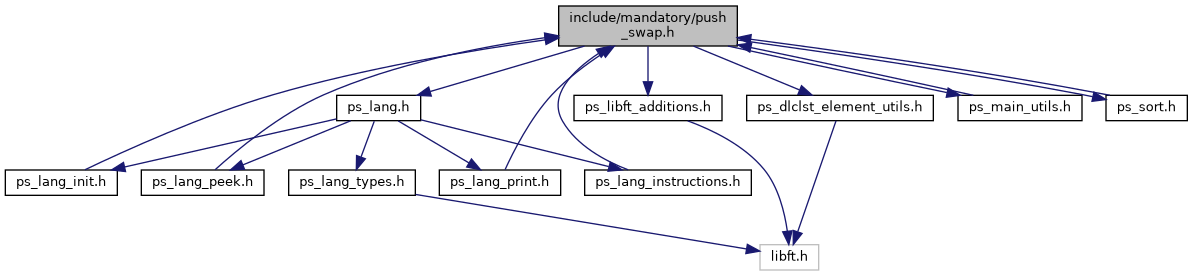 include/mandatory/push
_swap.h
ps_lang.h
ps_libft_additions.h
ps_dlclst_element_utils.h
ps_main_utils.h
ps_sort.h
ps_lang_init.h
ps_lang_peek.h
ps_lang_types.h
ps_lang_print.h
ps_lang_instructions.h
libft.h